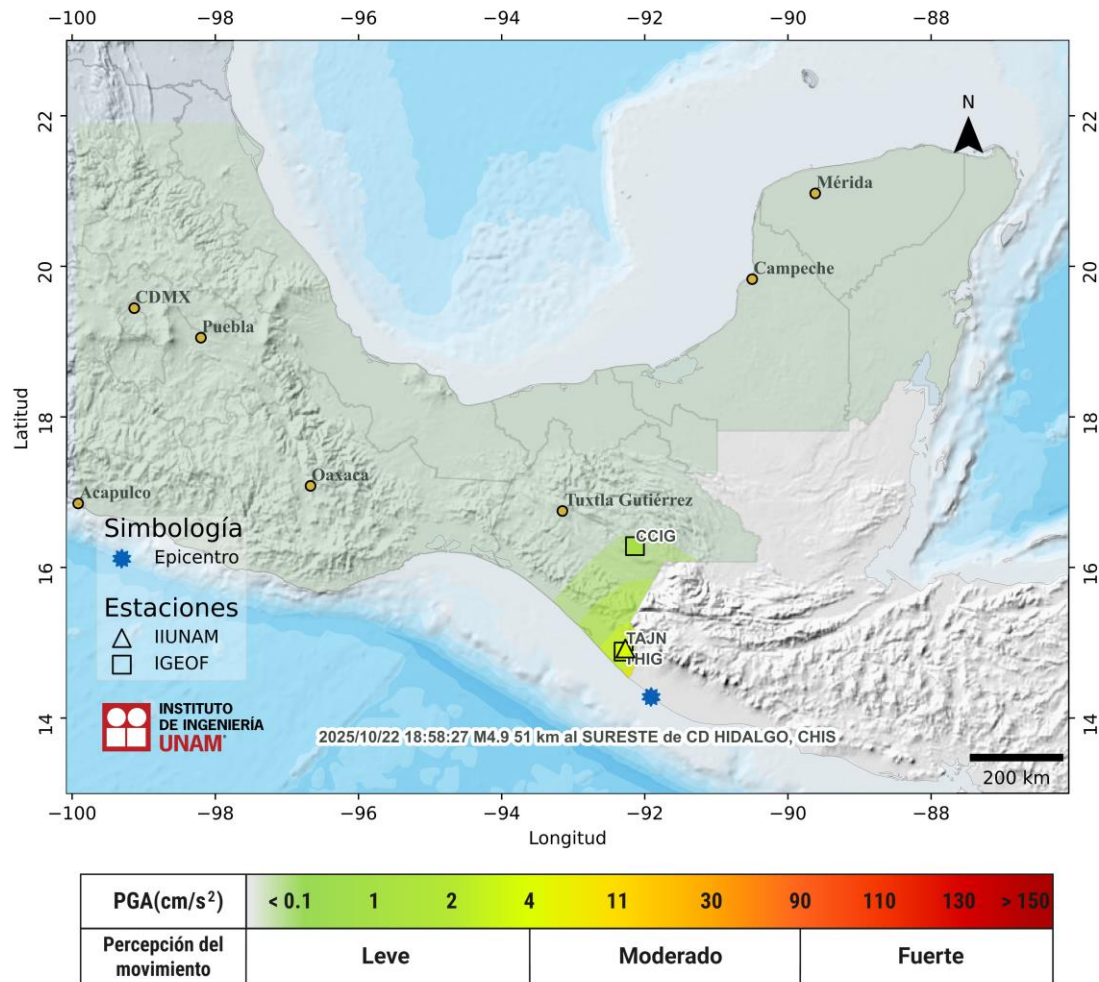 −100 −98 −96 −94 −92 −90 −88
22 22
20 20
18 18
16 16
14 14
Latitud
N
Mérida
Campeche
CDMX
Puebla
Oaxaca
Acapulco
Tuxtla Gutiérrez
CCIG
TAJN
THIG
Simbología
Epicentro
Estaciones
IIUNAM
IGEOF
INSTITUTO
DE INGENIERÍA
UNAM
2025/10/22 18:58:27 M4.9 51 km al SURESTE de CD HIDALGO, CHIS
200 km
−100 −98 −96 −94 −92 −90 −88
Longitud
PGA(cm/s²) < 0.1 1 2 4 11 30 90 110 130 > 150
Percepción del
movimiento
Leve Moderado Fuerte